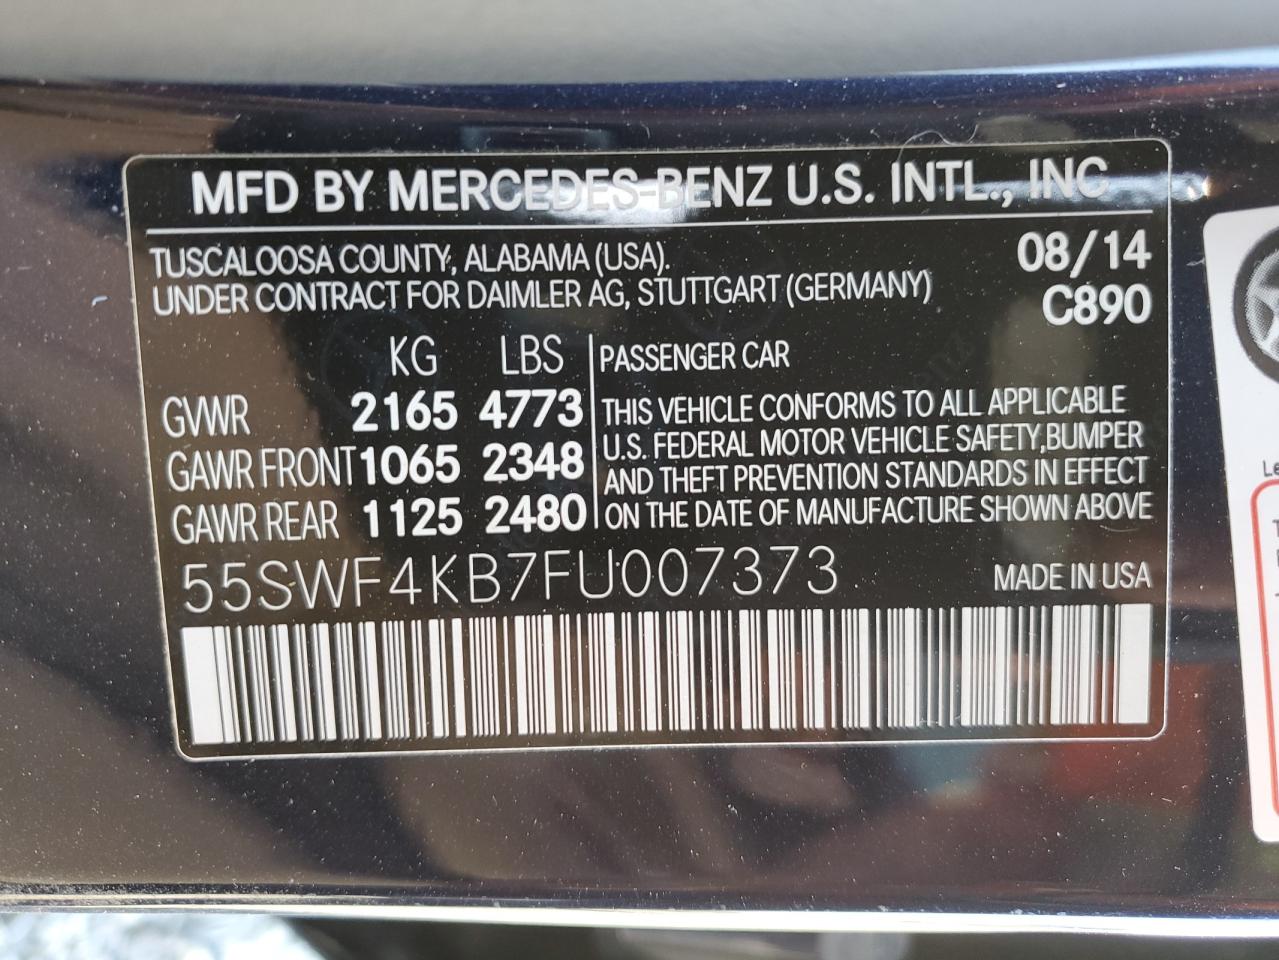 MFD BY MERCEDES-BENZ U.S. INTL., INC
TUSCALOOSA COUNTY, ALABAMA (USA). 08/14
UNDER CONTRACT FOR DAIMLER AG, STUTTGART (GERMANY) C890
KG LBS PASSENGER CAR
GVWR 2165 4773 THIS VEHICLE CONFORMS TO ALL APPLICABLE
U.S. FEDERAL MOTOR VEHICLE SAFETY,BUMPER
GAWR FRONT 1065 2348 AND THEFT PREVENTION STANDARDS IN EFFECT
GAWR REAR 1125 2480 ON THE DATE OF MANUFACTURE SHOWN ABOVE
55SWF4KB7FU007373 MADE IN USA